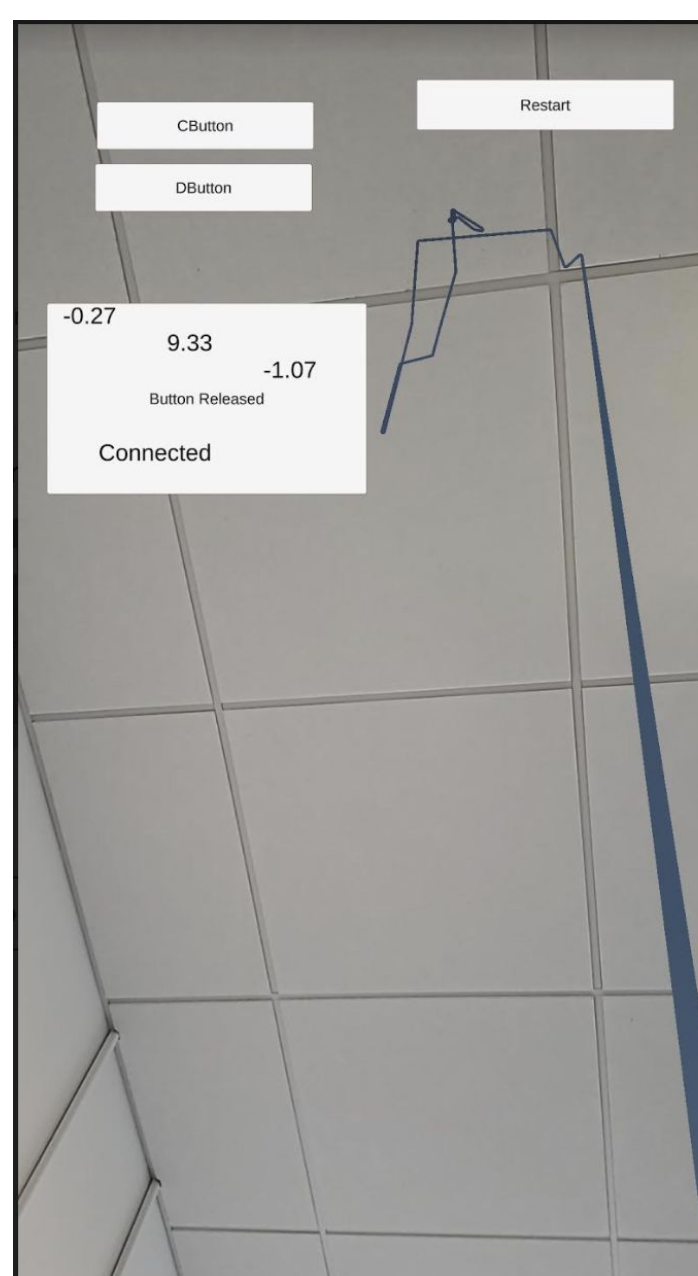 CButton
Restart
DButton
-0.27
9.33
-1.07
Button Released
Connected